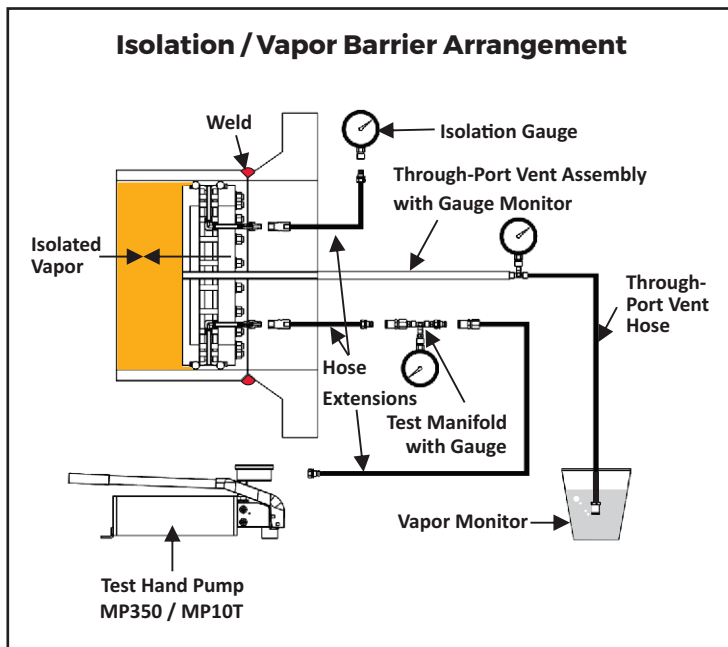 Isolation / Vapor Barrier Arrangement
Weld
Isolation Gauge
Through-Port Vent Assembly
with Gauge Monitor
Isolated
Vapor
Through-
Port Vent
Hose
Hose
Extensions
Test Manifold
with Gauge
Vapor Monitor
Test Hand Pump
MP350 / MP10T